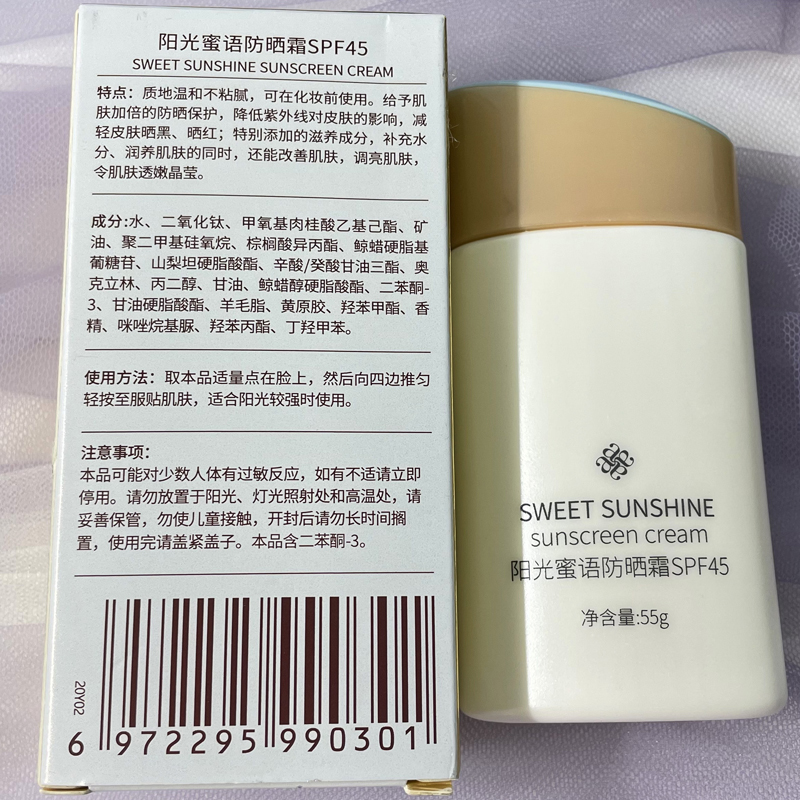 阳光蜜语防晒霜SPF45
SWEET SUNSHINE SUNSCREEN CREAM
特点：质地温和不粘腻，可在化妆前使用。给予肌
肤加倍的防晒保护，降低紫外线对皮肤的影响，减
轻皮肤晒黑、晒红；特别添加的滋养成分，补充水
分、润养肌肤的同时，还能改善肌肤，调亮肌肤，
令肌肤透嫩晶莹。
成分:水、二氧化钛、甲氧基肉桂酸乙基己酯、矿
油、聚二甲基硅氧烷、棕榈酸异丙酯、鲸蜡硬脂基
葡糖苷、山梨坦硬脂酸酯、辛酸/癸酸甘油三酯、奥
克立林、丙二醇、甘油、鲸蜡醇硬脂酸酯、二苯酮-
3、甘油硬脂酸酯、羊毛脂、黄原胶、羟苯甲酯、香
精、咪唑烷基脲、羟苯丙酯、丁羟甲苯。
使用方法：取本品适量点在脸上，然后向四边推匀
轻按至服贴肌肤，适合阳光较强时使用。
注意事项：
本品可能对少数人体有过敏反应，如有不适请立即
停用。请勿放置于阳光、灯光照射处和高温处，请
妥善保管，勿使儿童接触，开封后请勿长时间搁
置，使用完请盖紧盖子。本品含二苯酮-3。
20Y02
6 972295 990301
SWEET SUNSHINE
sunscreen cream
阳光蜜语防晒霜SPF45
净含量:55g